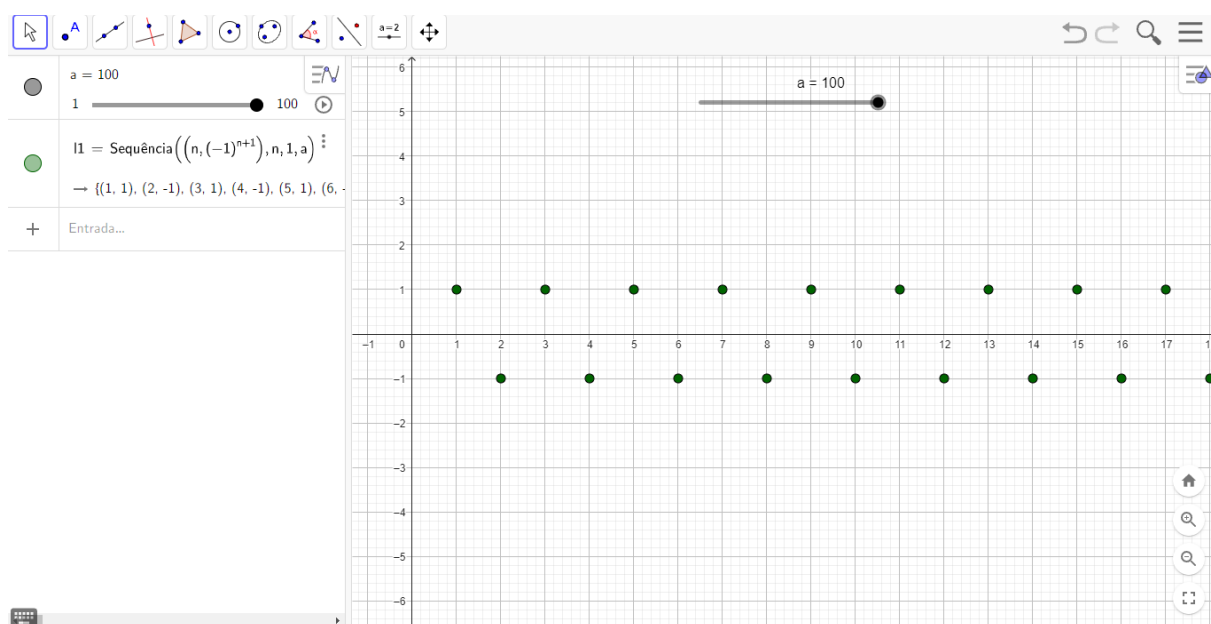 A
α
a=2
a = 100
1
100
l1 = Sequência((n, (−1)ⁿ⁺¹), n, 1, a)
→ {(1, 1), (2, -1), (3, 1), (4, -1), (5, 1), (6, -
+ Entrada...
a = 100
6
5
4
3
2
1
−1 0 1 2 3 4 5 6 7 8 9 10 11 12 13 14 15 16 17 1
−1
−2
−3
−4
−5
−6